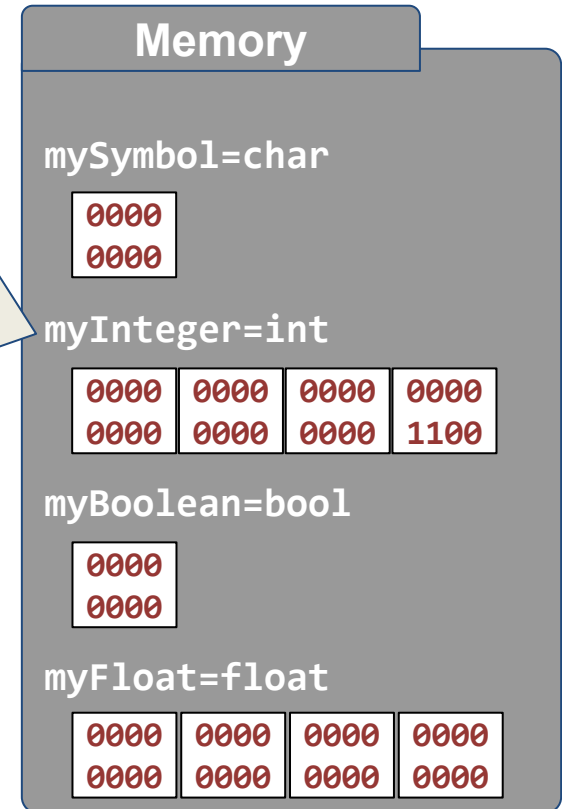 Memory
mySymbol=char
0000
0000
myInteger=int
0000 0000 0000 0000
0000 0000 0000 1100
myBoolean=bool
0000
0000
myFloat=float
0000 0000 0000 0000
0000 0000 0000 0000